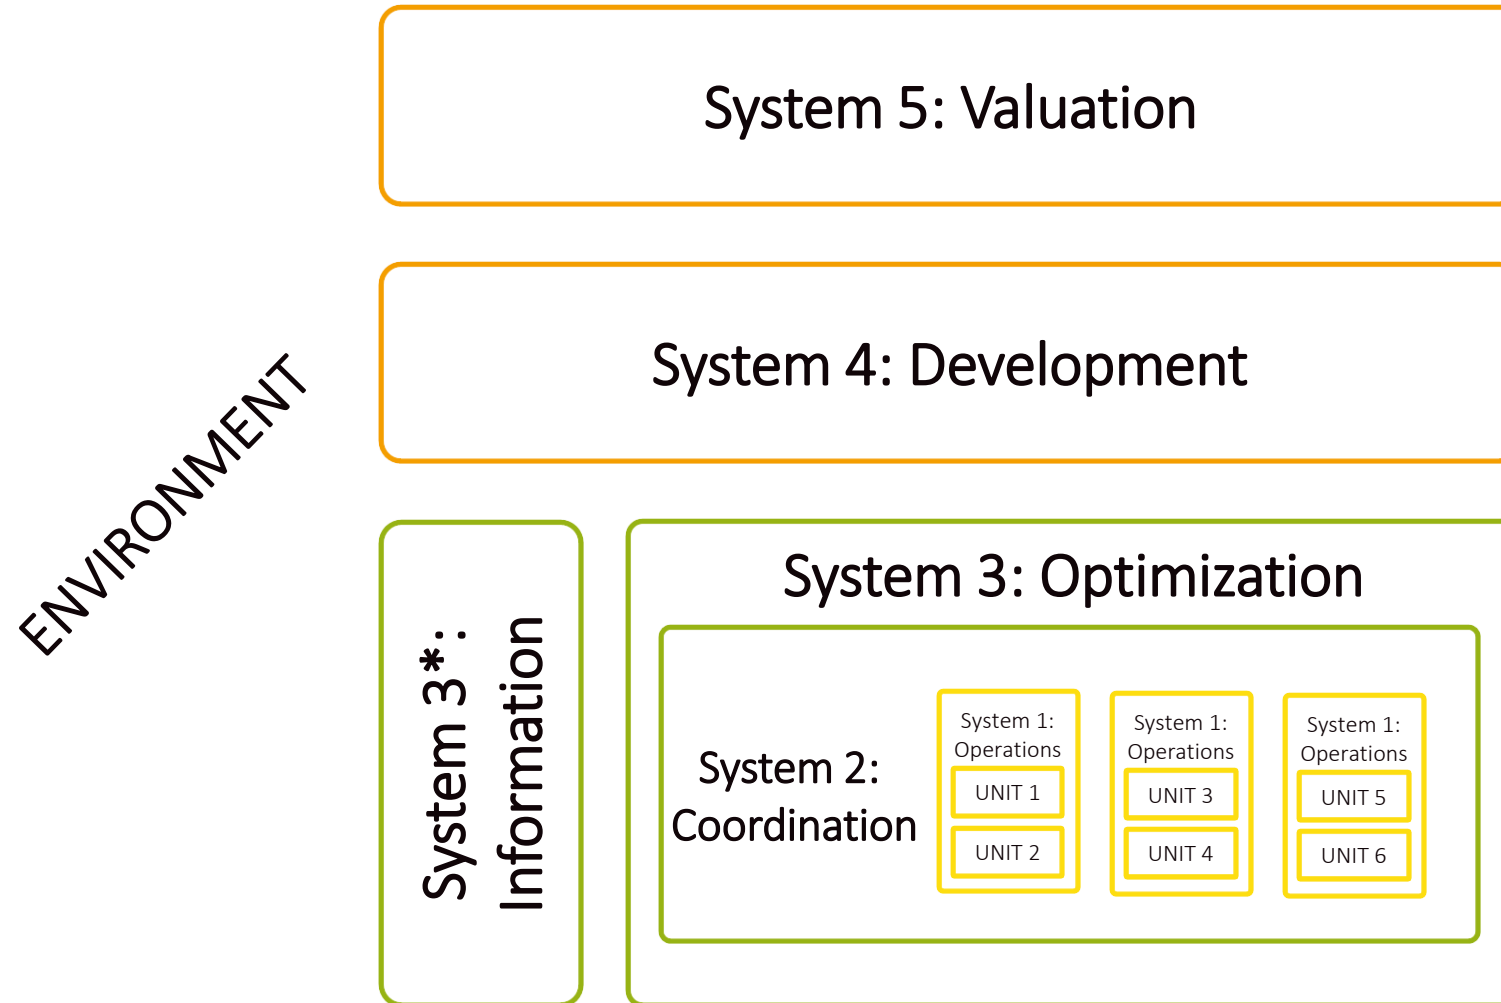 System 5: Valuation
System 4: Development
ENVIRONMENT
System 3*:
Information
System 3: Optimization
System 2:
Coordination
System 1:
Operations
UNIT 1
UNIT 2
System 1:
Operations
UNIT 3
UNIT 4
System 1:
Operations
UNIT 5
UNIT 6